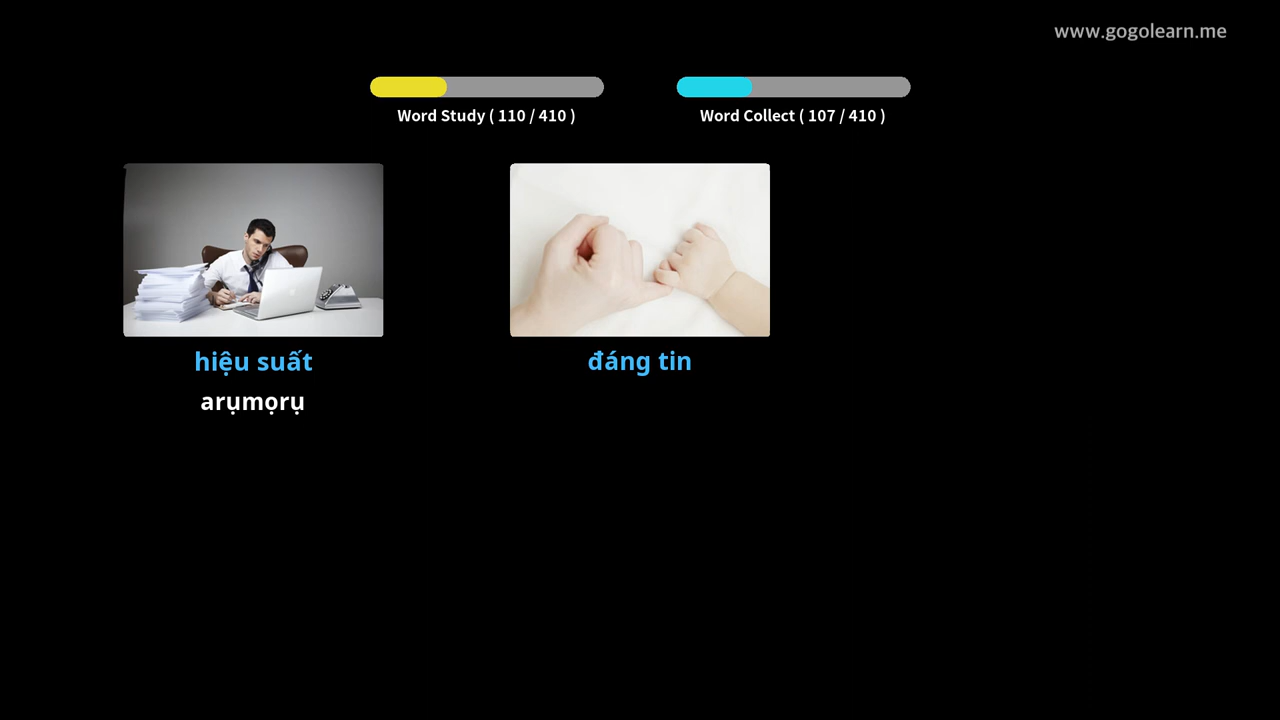 www.gogolearn.me
Word Study ( 110 / 410 )
Word Collect ( 107 / 410 )
hiệu suất
arụmọrụ
đáng tin